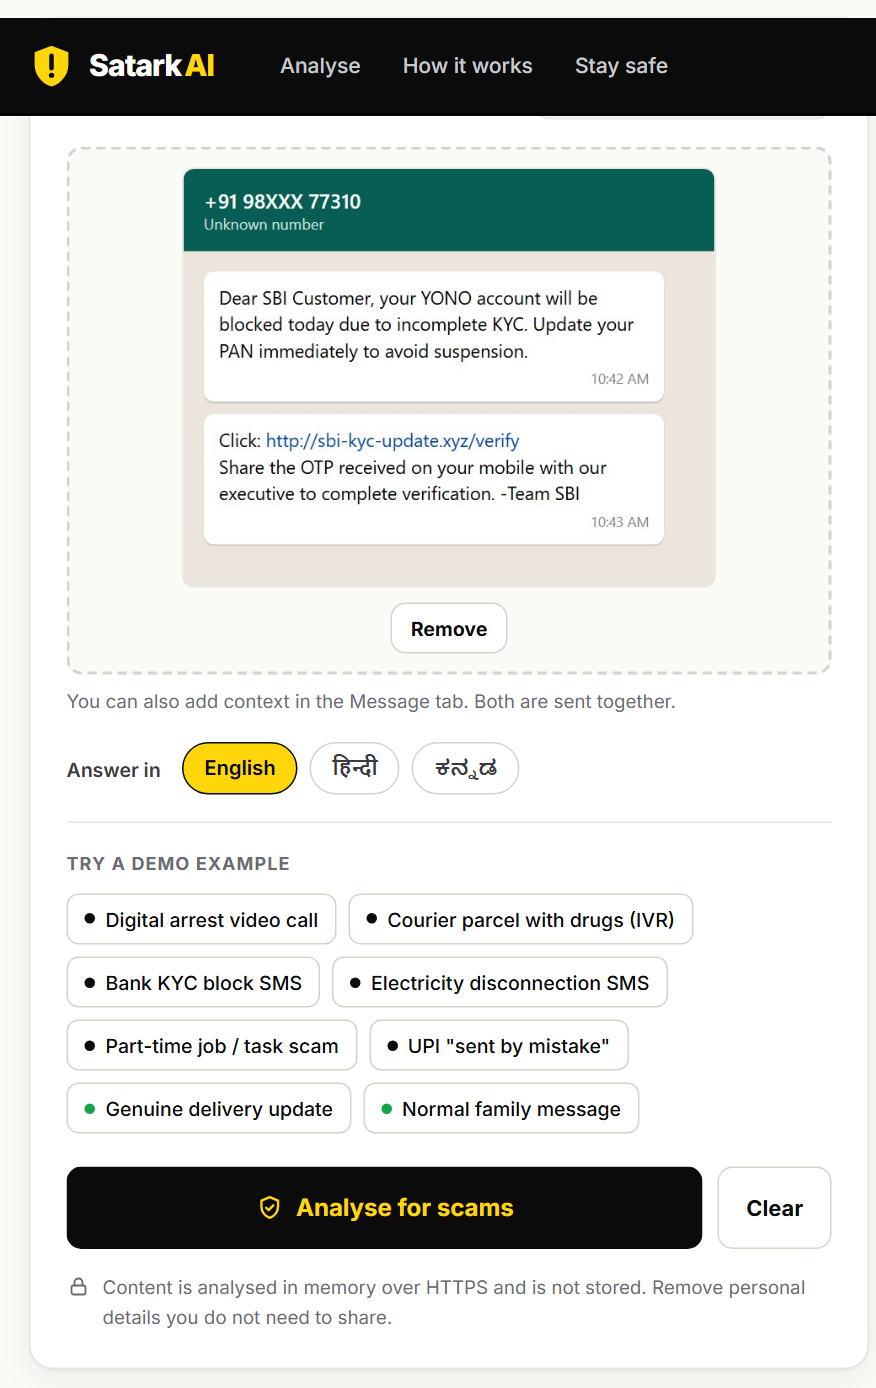 Satark AI
Analyse
How it works
Stay safe
+91 98XXX 77310
Unknown number
Dear SBI Customer, your YONO account will be
blocked today due to incomplete KYC. Update your
PAN immediately to avoid suspension.
10:42 AM
Click: http://sbi-kyc-update.xyz/verify
Share the OTP received on your mobile with our
executive to complete verification. -Team SBI
10:43 AM
Remove
You can also add context in the Message tab. Both are sent together.
Answer in
English
हिन्दी
ಕನ್ನಡ
TRY A DEMO EXAMPLE
Digital arrest video call
Courier parcel with drugs (IVR)
Bank KYC block SMS
Electricity disconnection SMS
Part-time job / task scam
UPI "sent by mistake"
Genuine delivery update
Normal family message
Analyse for scams
Clear
Content is analysed in memory over HTTPS and is not stored. Remove personal
details you do not need to share.